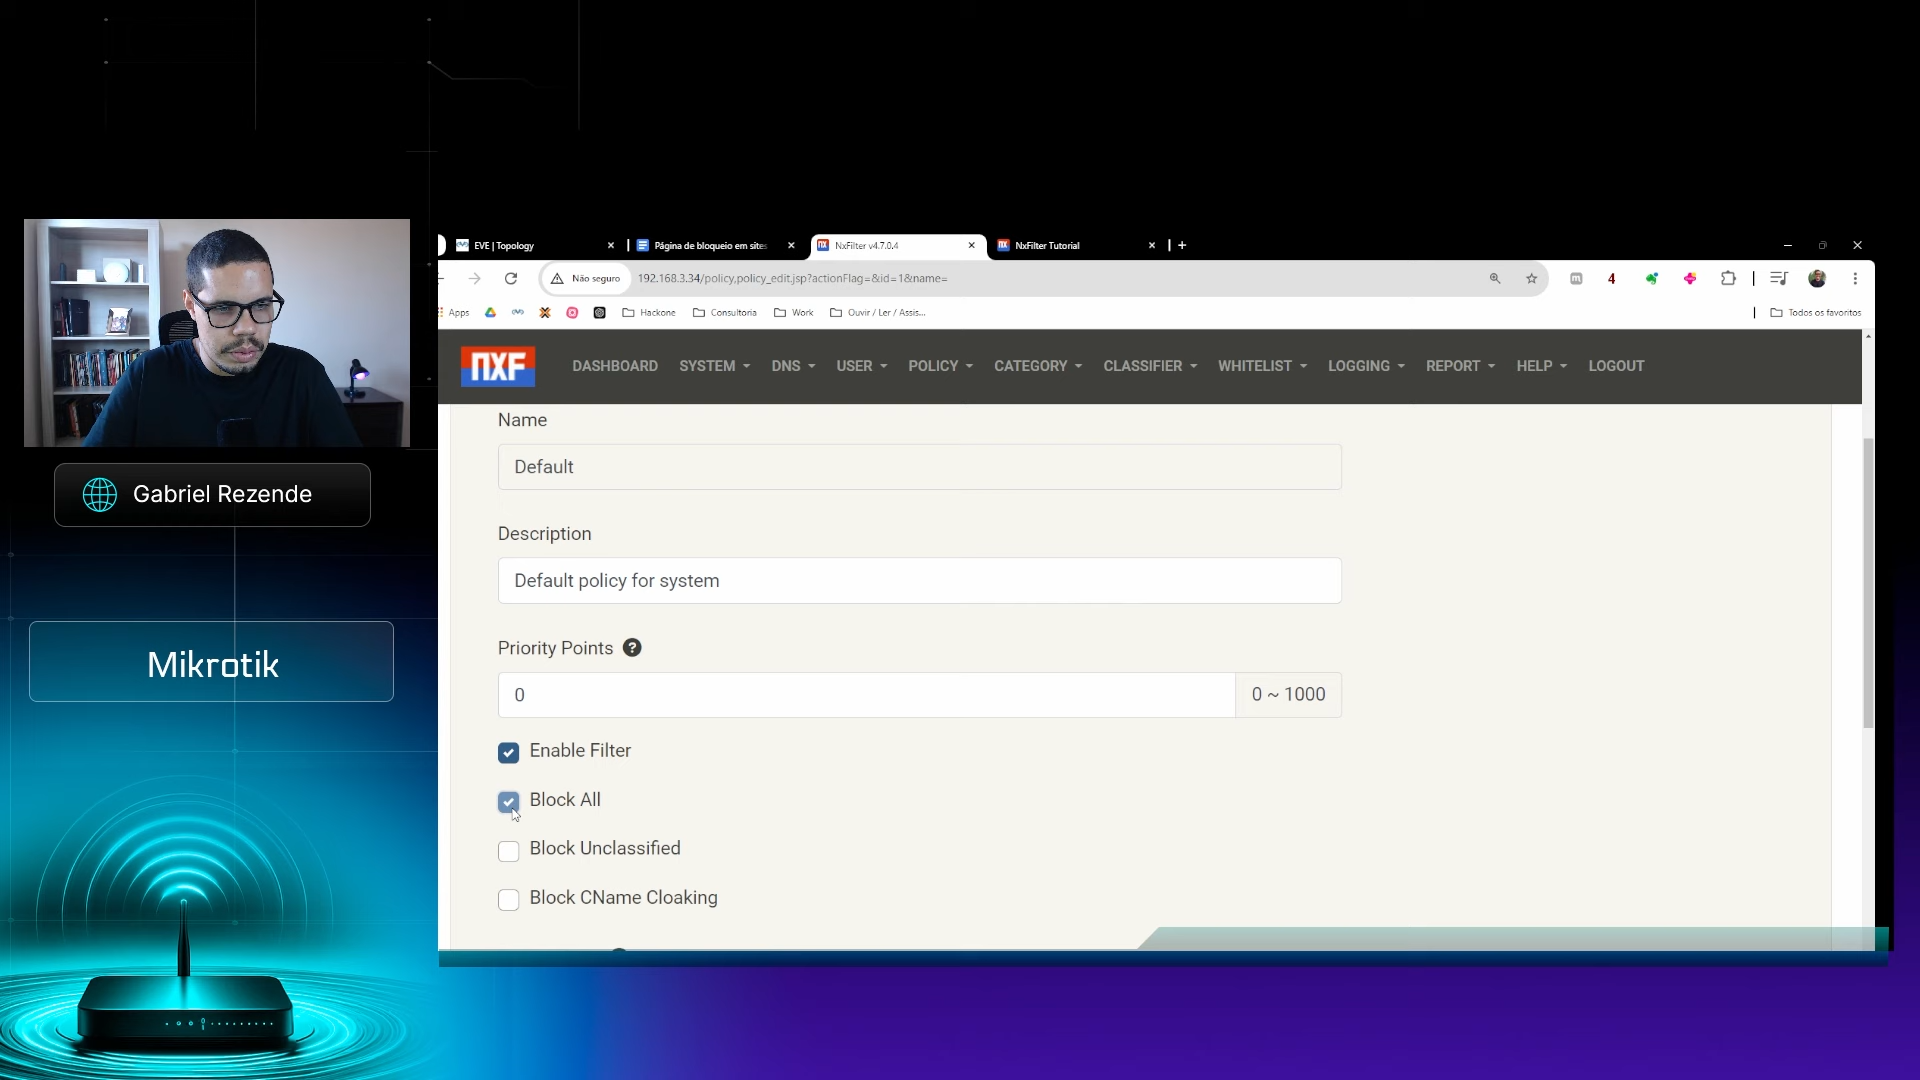 EVE | Topology
Página de bloqueio em sites
NxFilter v4.7.0.4
NxFilter Tutorial
Não seguro
192.168.3.34/policy,policy_edit.jsp?actionFlag=&id=1&name=
4
Apps
Hackone
Consultoria
Work
Ouvir / Ler / Assis...
Todos os favoritos
NXF
DASHBOARD
SYSTEM
DNS
USER
POLICY
CATEGORY
CLASSIFIER
WHITELIST
LOGGING
REPORT
HELP
LOGOUT
Name
Default
Description
Default policy for system
Priority Points ?
0
0 ~ 1000
Enable Filter
Block All
Block Unclassified
Block CName Cloaking
Gabriel Rezende
Mikrotik